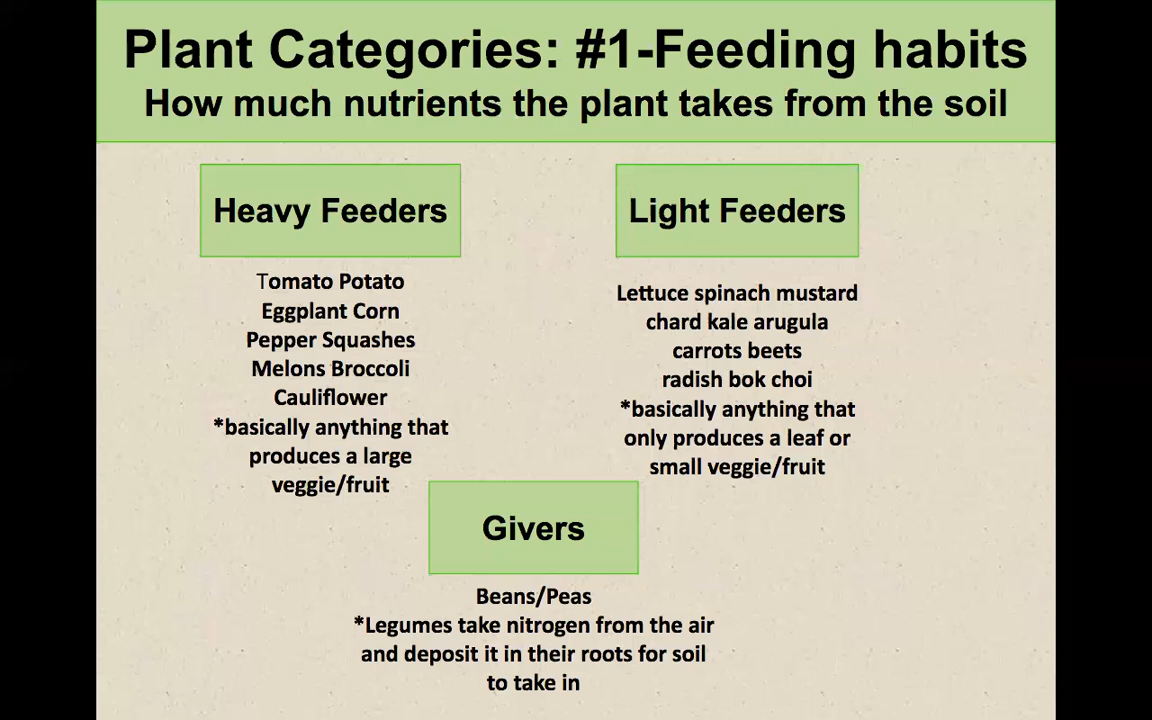 Plant Categories: #1-Feeding habits
How much nutrients the plant takes from the soil
Heavy Feeders
Tomato Potato
Eggplant Corn
Pepper Squashes
Melons Broccoli
Cauliflower
*basically anything that
produces a large
veggie/fruit
Light Feeders
Lettuce spinach mustard
chard kale arugula
carrots beets
radish bok choi
*basically anything that
only produces a leaf or
small veggie/fruit
Givers
Beans/Peas
*Legumes take nitrogen from the air
and deposit it in their roots for soil
to take in